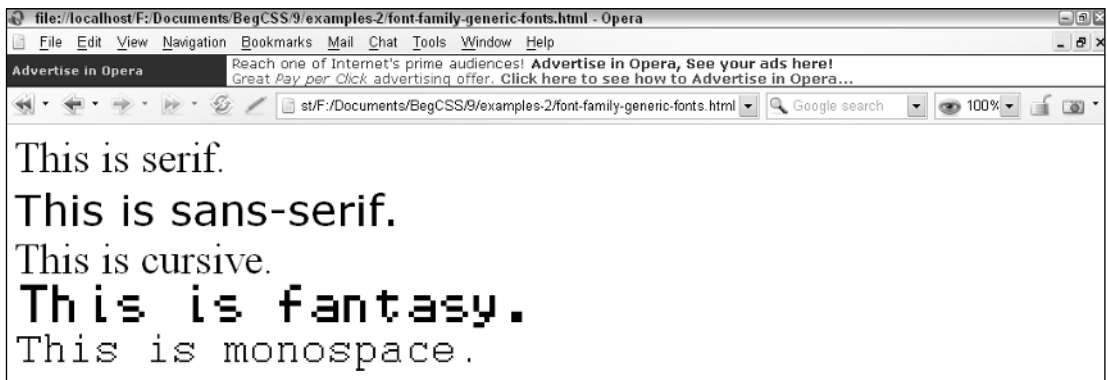 file://localhost/F:/Documents/BegCSS/9/examples-2/font-family-generic-fonts.html - Opera
File Edit View Navigation Bookmarks Mail Chat Tools Window Help
Advertise in Opera
Reach one of Internet's prime audiences! Advertise in Opera, See your ads here!
Great Pay per Click advertising offer. Click here to see how to Advertise in Opera...
st/F:/Documents/BegCSS/9/examples-2/font-family-generic-fonts.html Google search 100%
This is serif.
This is sans-serif.
This is cursive.
This is fantasy.
This is monospace.